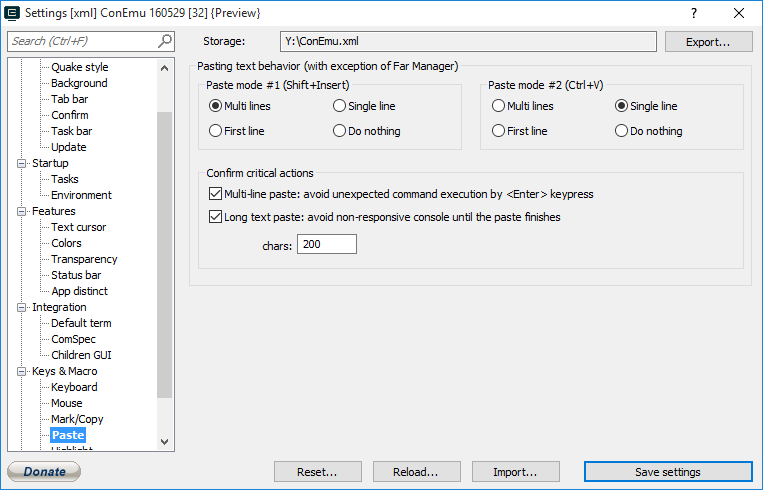 Settings [xml] ConEmu 160529 [32] {Preview}
?
Search (Ctrl+F)
Storage:
Y:\ConEmu.xml
Export...
Quake style
Background
Tab bar
Confirm
Task bar
Update
Startup
Tasks
Environment
Features
Text cursor
Colors
Transparency
Status bar
App distinct
Integration
Default term
ComSpec
Children GUI
Keys & Macro
Keyboard
Mouse
Mark/Copy
Paste
Highlight
Pasting text behavior (with exception of Far Manager)
Paste mode #1 (Shift+Insert)
Multi lines
Single line
First line
Do nothing
Paste mode #2 (Ctrl+V)
Multi lines
Single line
First line
Do nothing
Confirm critical actions
Multi-line paste: avoid unexpected command execution by <Enter> keypress
Long text paste: avoid non-responsive console until the paste finishes
chars:
200
Donate
Reset...
Reload...
Import...
Save settings